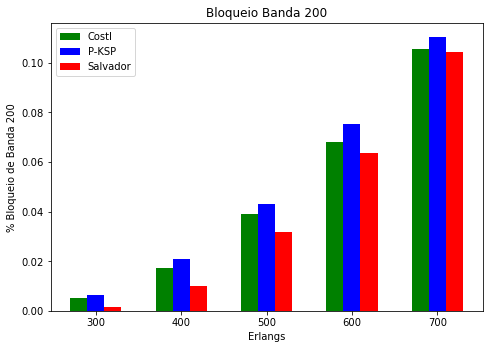 Bloqueio Banda 200
CostI
P-KSP
Salvador
% Bloqueio de Banda 200
0.10
0.08
0.06
0.04
0.02
0.00
300 400 500 600 700
Erlangs